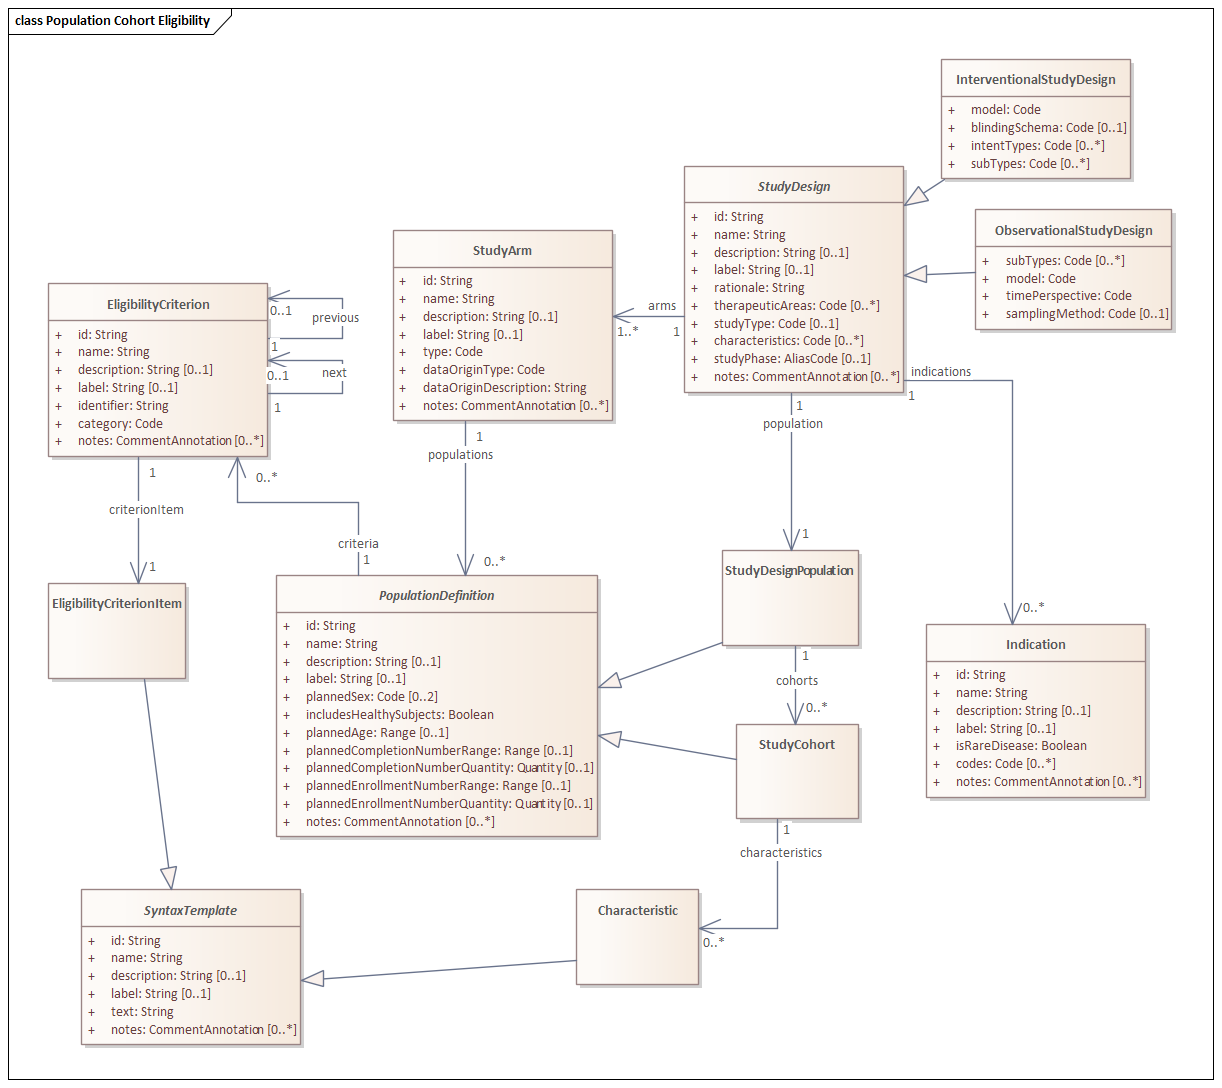 class Population Cohort Eligibility
InterventionalStudyDesign
+ model: Code
+ blindingSchema: Code [0..1]
+ intentTypes: Code [0..*]
+ subTypes: Code [0..*]
StudyDesign
+ id: String
+ name: String
+ description: String [0..1]
+ label: String [0..1]
+ rationale: String
+ therapeuticAreas: Code [0..*]
+ studyType: Code [0..1]
+ characteristics: Code [0..*]
+ studyPhase: AliasCode [0..1]
+ notes: CommentAnnotation [0..*]
ObservationalStudyDesign
+ subTypes: Code [0..*]
+ model: Code
+ timePerspective: Code
+ samplingMethod: Code [0..1]
StudyArm
+ id: String
+ name: String
+ description: String [0..1]
+ label: String [0..1]
+ type: Code
+ dataOriginType: Code
+ dataOriginDescription: String
+ notes: CommentAnnotation [0..*]
arms
1..*
1
EligibilityCriterion
+ id: String
+ name: String
+ description: String [0..1]
+ label: String [0..1]
+ identifier: String
+ category: Code
+ notes: CommentAnnotation [0..*]
0..1
previous
1
0..1
next
1
indications
1
0..*
1
population
1
1
populations
0..*
1
criterionItem
1
0..*
criteria
1
EligibilityCriterionItem
PopulationDefinition
+ id: String
+ name: String
+ description: String [0..1]
+ label: String [0..1]
+ plannedSex: Code [0..2]
+ includesHealthySubjects: Boolean
+ plannedAge: Range [0..1]
+ plannedCompletionNumberRange: Range [0..1]
+ plannedCompletionNumberQuantity: Quantity [0..1]
+ plannedEnrollmentNumberRange: Range [0..1]
+ plannedEnrollmentNumberQuantity: Quantity [0..1]
+ notes: CommentAnnotation [0..*]
StudyDesignPopulation
1
cohorts
0..*
StudyCohort
1
characteristics
0..*
Indication
+ id: String
+ name: String
+ description: String [0..1]
+ label: String [0..1]
+ isRareDisease: Boolean
+ codes: Code [0..*]
+ notes: CommentAnnotation [0..*]
SyntaxTemplate
+ id: String
+ name: String
+ description: String [0..1]
+ label: String [0..1]
+ text: String
+ notes: CommentAnnotation [0..*]
Characteristic